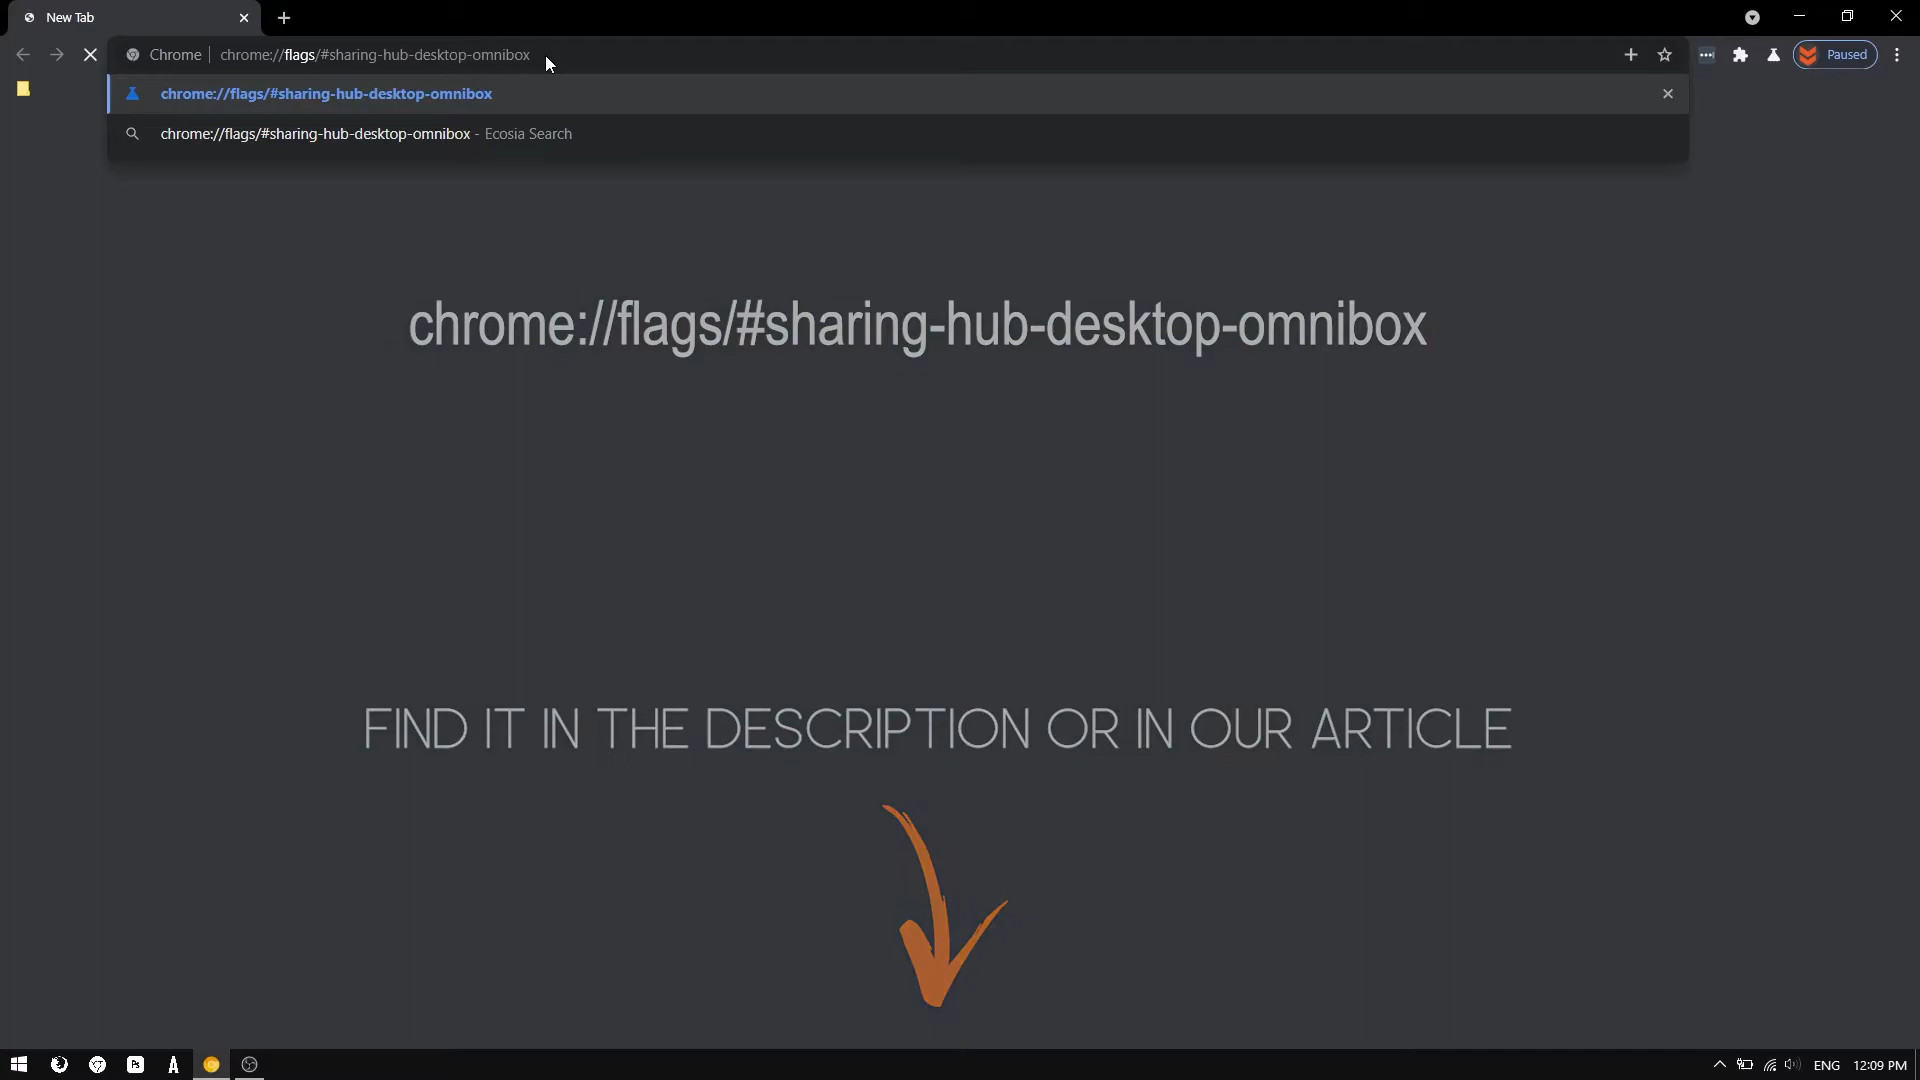 New Tab
Chrome | chrome://flags/#sharing-hub-desktop-omnibox
Paused
chrome://flags/#sharing-hub-desktop-omnibox
chrome://flags/#sharing-hub-desktop-omnibox - Ecosia Search
chrome://flags/#sharing-hub-desktop-omnibox
FIND IT IN THE DESCRIPTION OR IN OUR ARTICLE
Ps
ENG
12:09 PM